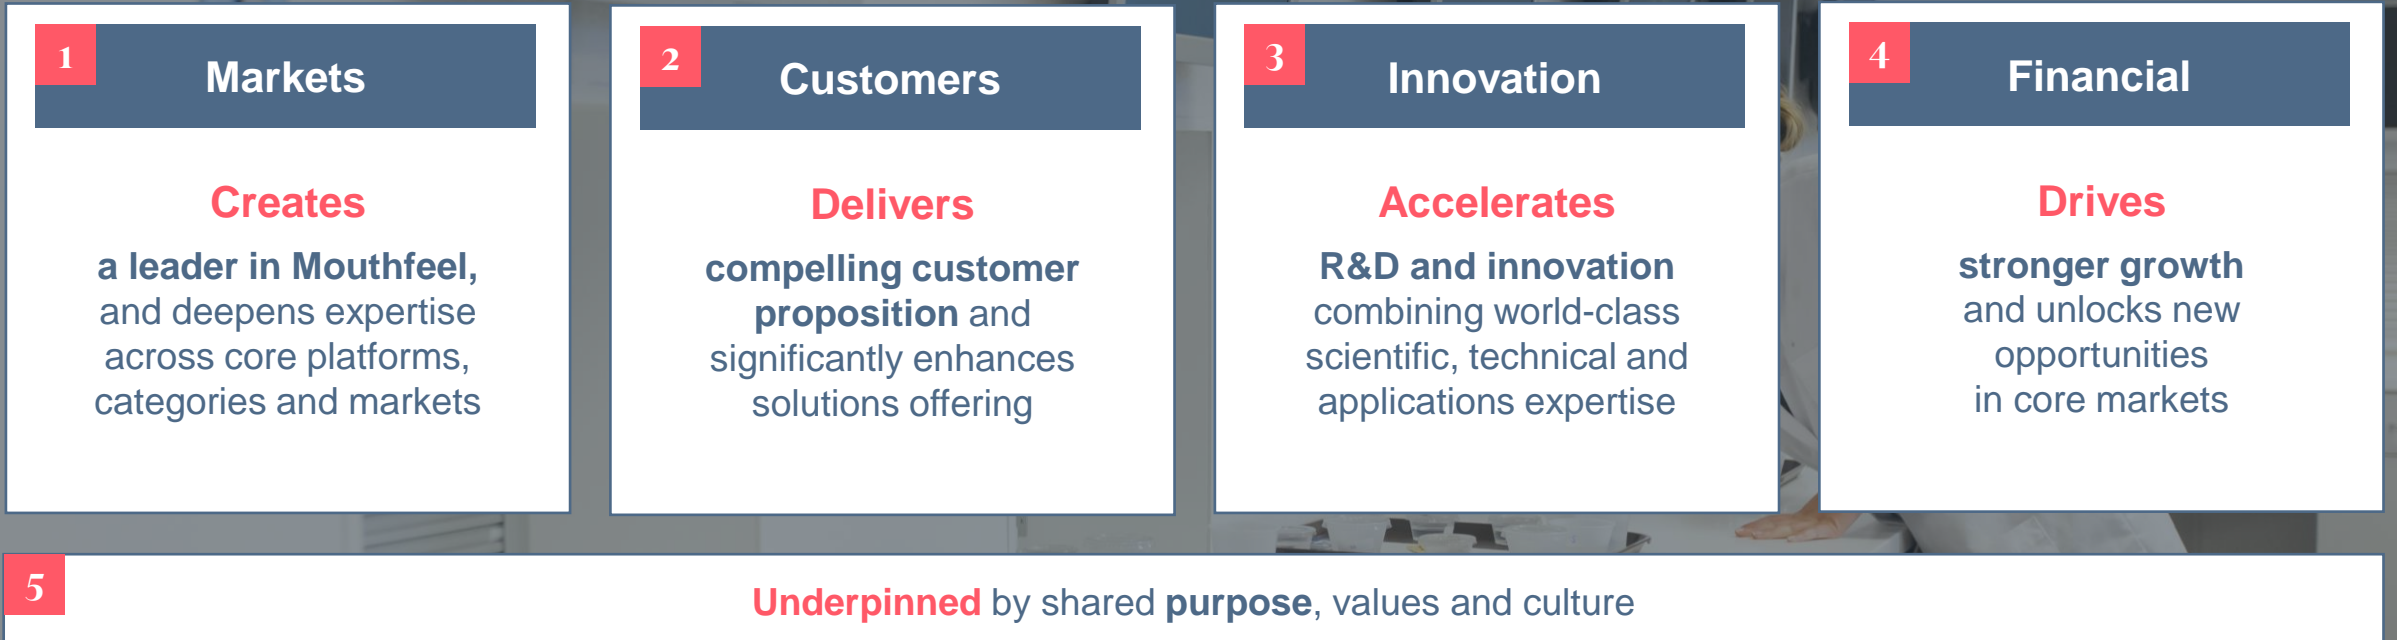 1
Markets
Creates
a leader in Mouthfeel,
and deepens expertise
across core platforms,
categories and markets
2
Customers
Delivers
compelling customer
proposition and
significantly enhances
solutions offering
3
Innovation
Accelerates
R&D and innovation
combining world-class
scientific, technical and
applications expertise
4
Financial
Drives
stronger growth
and unlocks new
opportunities
in core markets
5
Underpinned by shared purpose, values and culture